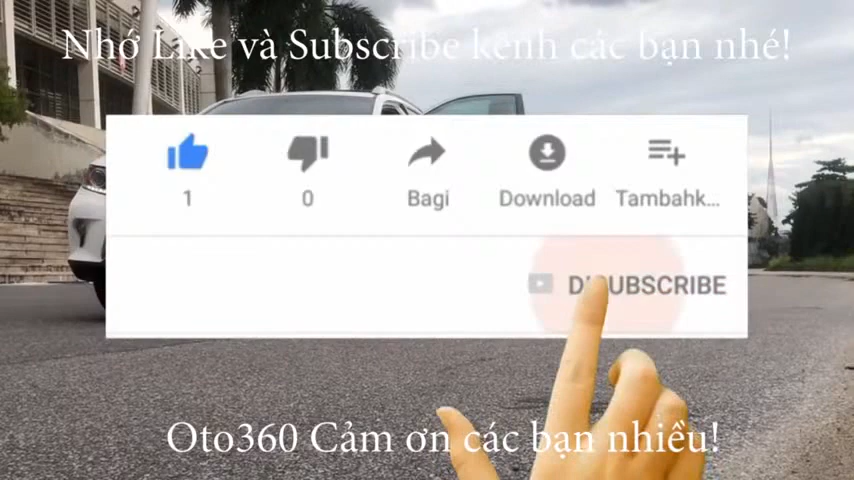 Nhớ Like và Subscribe kênh các bạn nhé!
1 0 Bagi Download Tambahk...
DISUBSCRIBE
Oto360 Cảm ơn các bạn nhiều!